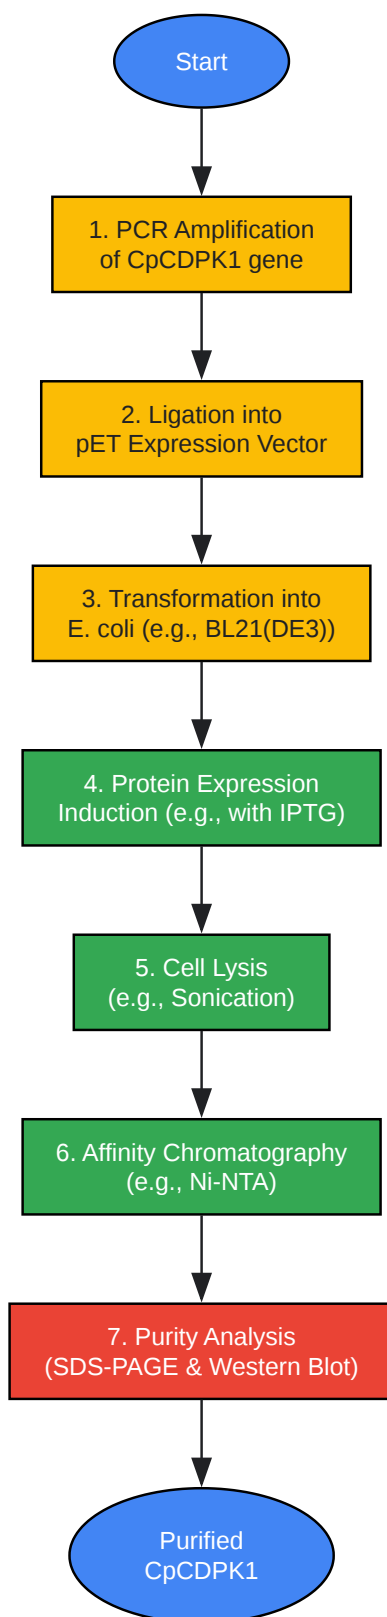 Start
1. PCR Amplification
of CpCDPK1 gene
2. Ligation into
pET Expression Vector
3. Transformation into
E. coli (e.g., BL21(DE3))
4. Protein Expression
Induction (e.g., with IPTG)
5. Cell Lysis
(e.g., Sonication)
6. Affinity Chromatography
(e.g., Ni-NTA)
7. Purity Analysis
(SDS-PAGE & Western Blot)
Purified
CpCDPK1